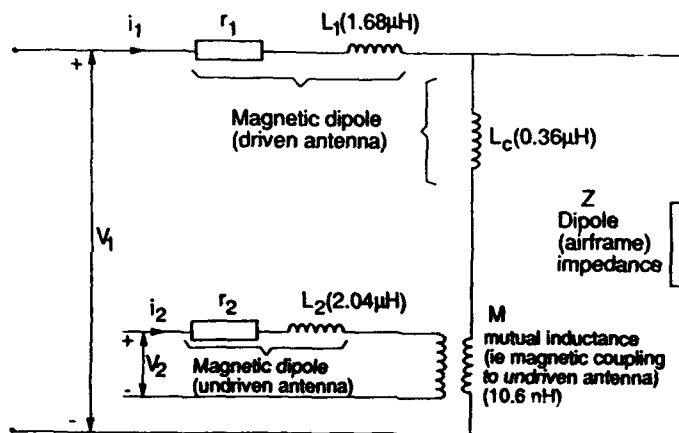 i1
r1
L1(1.68μH)
+
Magnetic dipole
(driven antenna)
Lc(0.36μH)
Z
Dipole
(airframe)
impedance
V1
i2
r2
L2(2.04μH)
M
mutual inductance
(ie magnetic coupling
to undriven antenna)
(10.6 nH)
+
V2
-
Magnetic dipole
(undriven antenna)
-